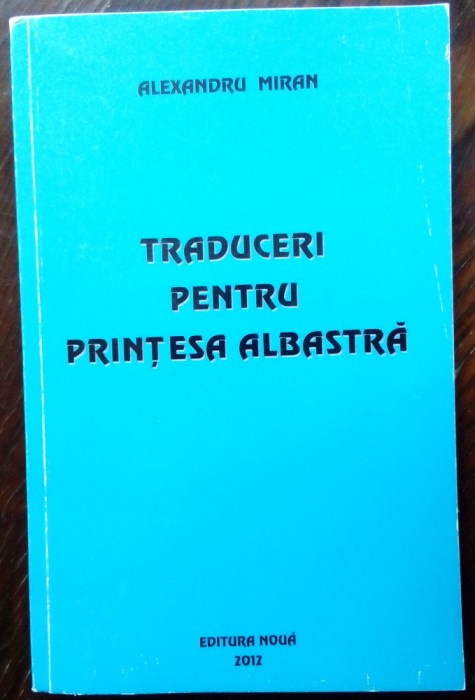 ALEXANDRU MIRAN
TRADUCERI
PENTRU
PRINȚESA ALBASTRĂ
EDITURA NOUĂ
2012